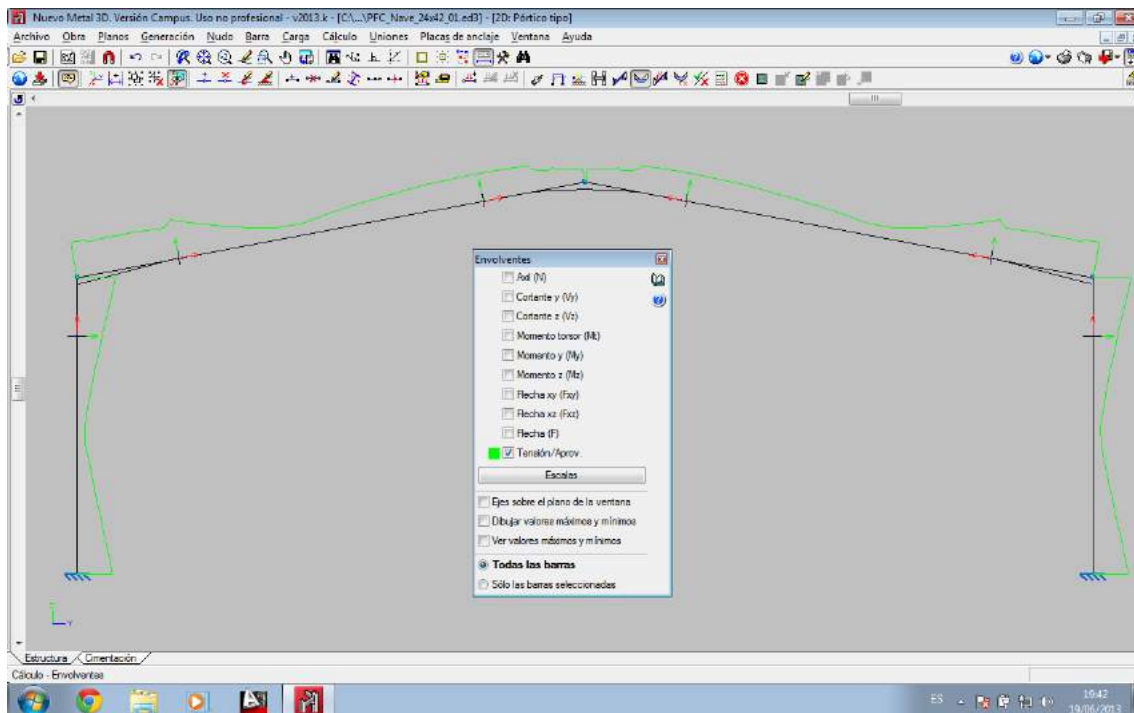 Nuevo Metal 3D. Versión Campus. Uso no profesional - v2013.k - [C:\...\PFC_Nave_24x42_01.ed3] - [2D: Pórtico tipo]
Archivo Obra Planos Generación Nudo Barra Carga Cálculo Uniones Placas de anclaje Ventana Ayuda
Envolventes
Axil (N)
Cortante y (Vy)
Cortante z (Vz)
Momento torsor (Mt)
Momento y (My)
Momento z (Mz)
Flecha xy (Fxy)
Flecha xz (Fxz)
Flecha (F)
Tensión/Aprov.
Escalas
Ejes sobre el plano de la ventana
Dibujar valores máximos y mínimos
Ver valores máximos y mínimos
Todas las barras
Sólo las barras seleccionadas
Y
Estructura Cimentación
Cálculo - Envolventes
ES
19:42
19/06/2013